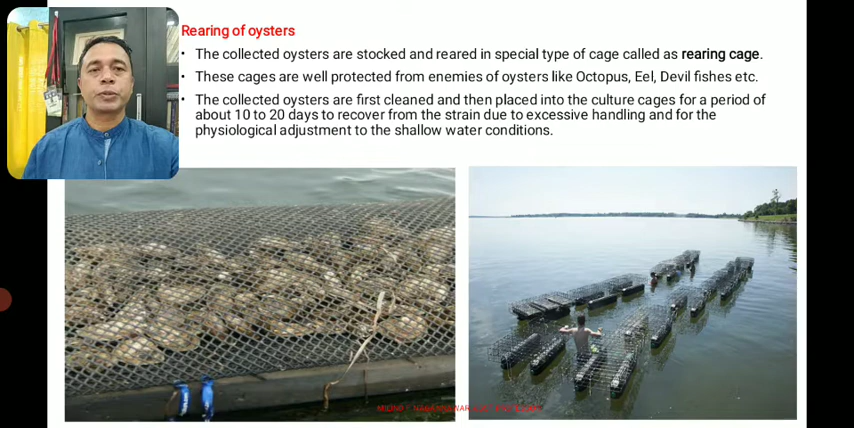 Rearing of oysters
• The collected oysters are stocked and reared in special type of cage called as rearing cage.
• These cages are well protected from enemies of oysters like Octopus, Eel, Devil fishes etc.
• The collected oysters are first cleaned and then placed into the culture cages for a period of
about 10 to 20 days to recover from the strain due to excessive handling and for the
physiological adjustment to the shallow water conditions.